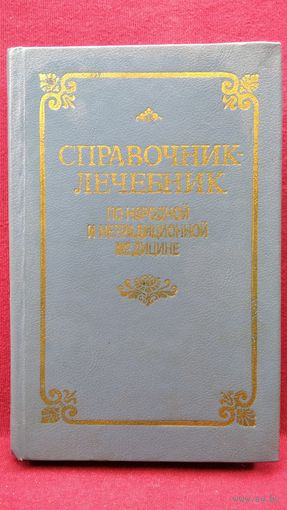 СПРАВОЧНИК-
ЛЕЧЕБНИК
ПО НАРОДНОЙ
И НЕТРАДИЦИОННОЙ
МЕДИЦИНЕ